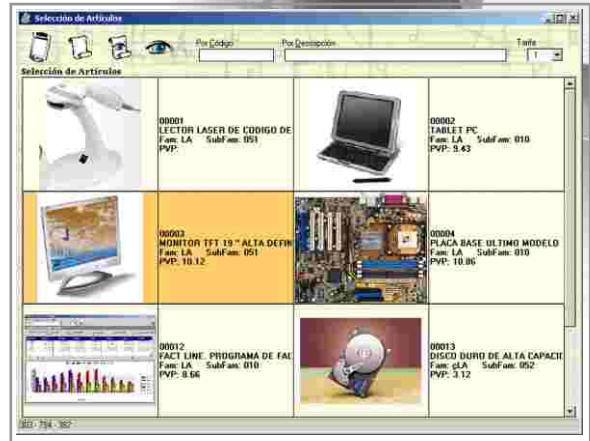 Selección de Artículos
Por Código
Por Descripción
Tarifa
1
Selección de Artículos
00001
LECTOR LASER DE CODIGO DE
Fam: LA SubFam: 051
PVP:
00002
TABLET PC
Fam: LA SubFam: 010
PVP: 9.43
00003
MONITOR TFT 19 " ALTA DEFIN
Fam: LA SubFam: 051
PVP: 10.12
00004
PLACA BASE ULTIMO MODELO
Fam: LA SubFam: 010
PVP: 10.86
00012
FACT LINE. PROGRAMA DE FAC
Fam: LA SubFam: 010
PVP: 8.66
00013
DISCO DURO DE ALTA CAPACID
Fam: gLA SubFam: 052
PVP: 3.12